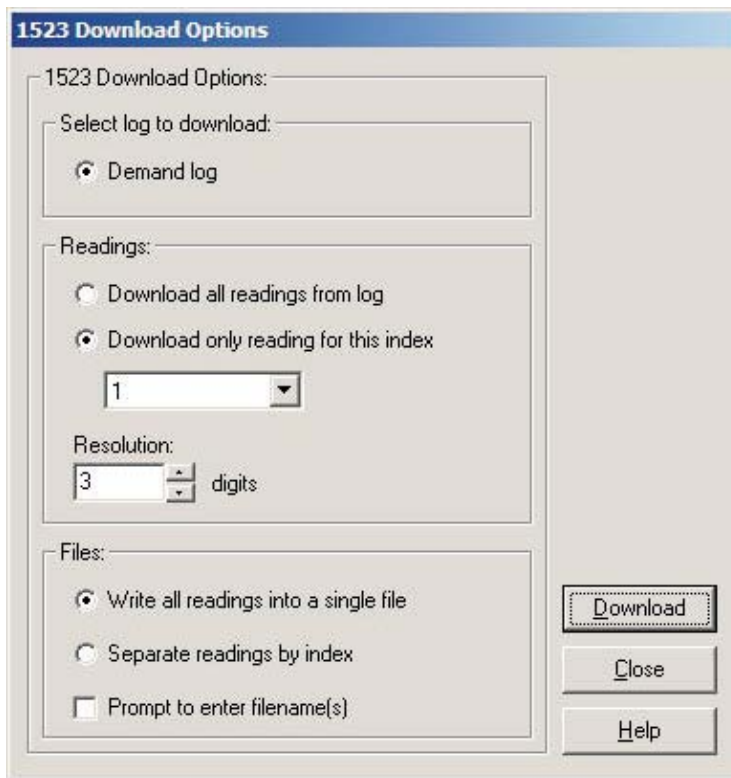 1523 Download Options
1523 Download Options:
Select log to download:
Demand log
Readings:
Download all readings from log
Download only reading for this index
1
Resolution:
3 digits
Files:
Write all readings into a single file
Separate readings by index
Prompt to enter filename(s)
Download
Close
Help